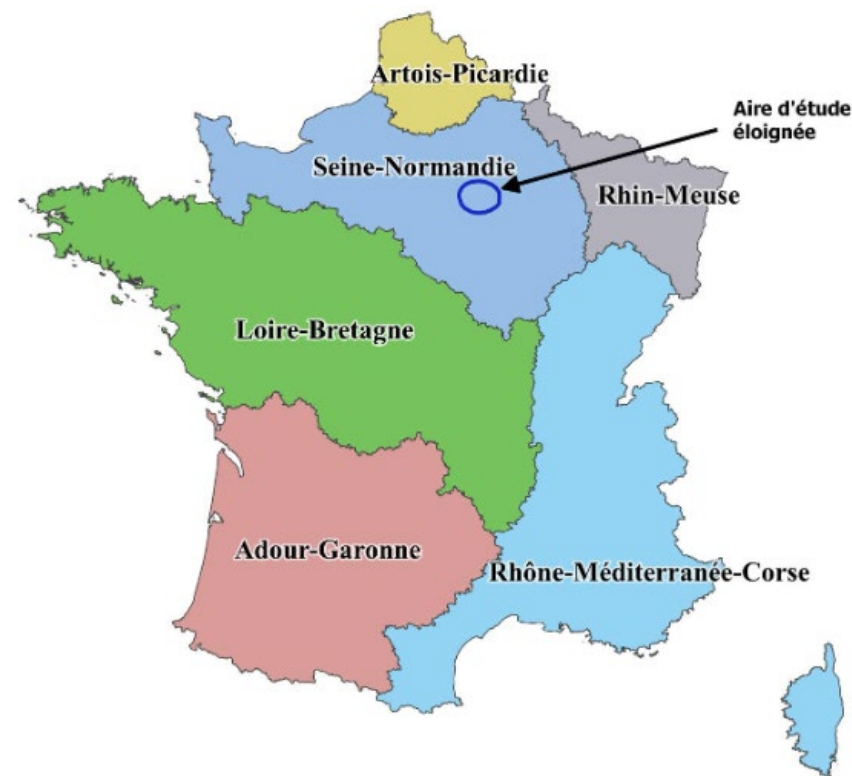 Artois-Picardie
Aire d'étude
éloignée
Seine-Normandie
Rhin-Meuse
Loire-Bretagne
Adour-Garonne
Rhône-Méditerranée-Corse